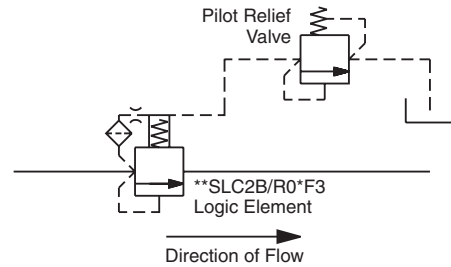 Pilot Relief
Valve
**SLC2B/R0*F3
Logic Element
Direction of Flow